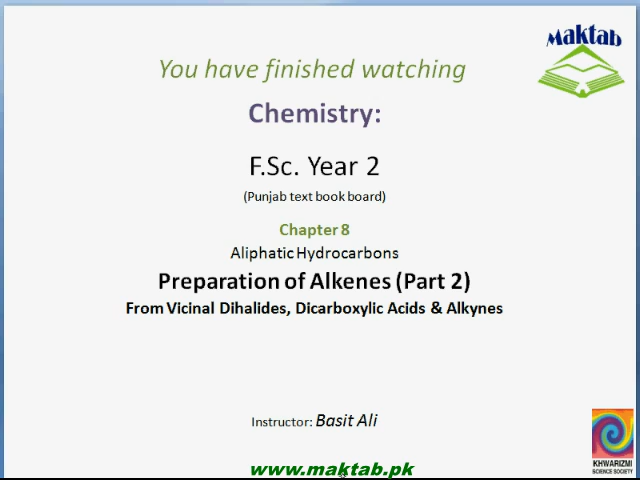 Maktab
You have finished watching
Chemistry:
F.Sc. Year 2
(Punjab text book board)
Chapter 8
Aliphatic Hydrocarbons
Preparation of Alkenes (Part 2)
From Vicinal Dihalides, Dicarboxylic Acids & Alkynes
Instructor: Basit Ali
KHWARIZMI
SCIENCE SOCIETY
www.maktab.pk